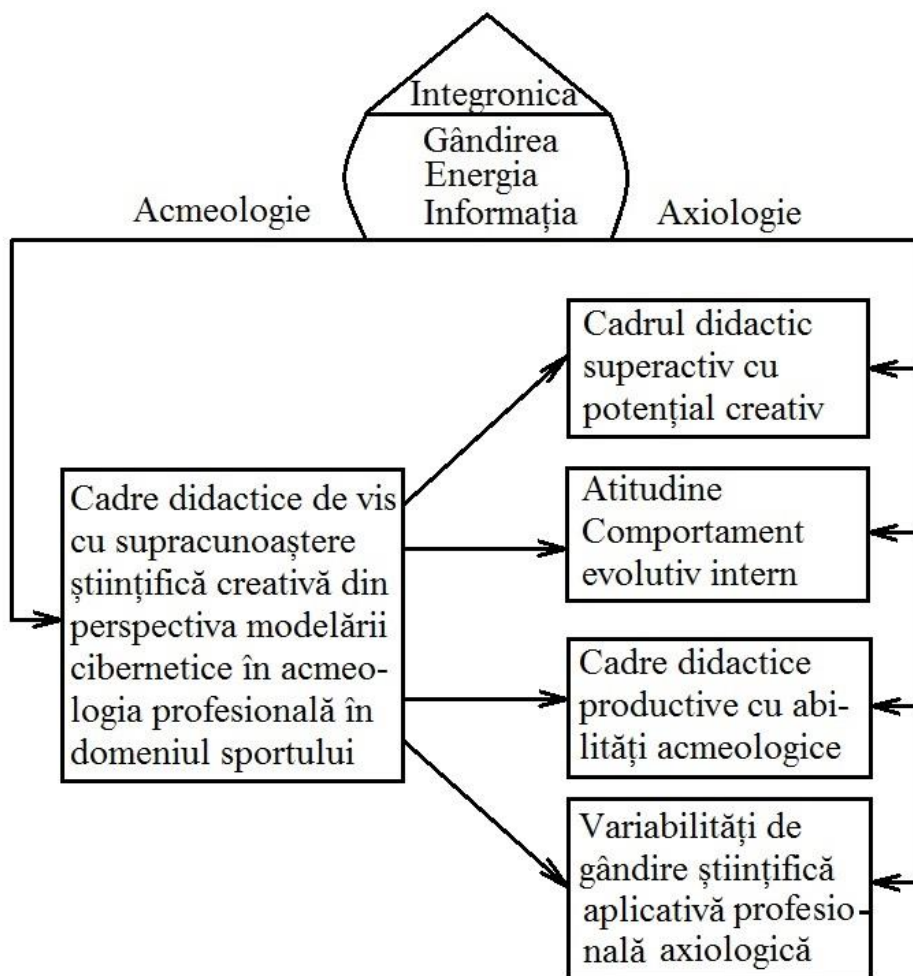 Integronica
Gândirea
Energia
Informația
Acmeologie
Axiologie
Cadre didactice de vis
cu supracunoaștere
științifică creativă din
perspectiva modelării
cibernetice în acmeo-
logia profesională în
domeniul sportului
Cadrul didactic
superactiv cu
potențial creativ
Atitudine
Comportament
evolutiv intern
Cadre didactice
productive cu abi-
lități acmeologice
Variabilități de
gândire științifică
aplicativă profesio-
nală axiologică